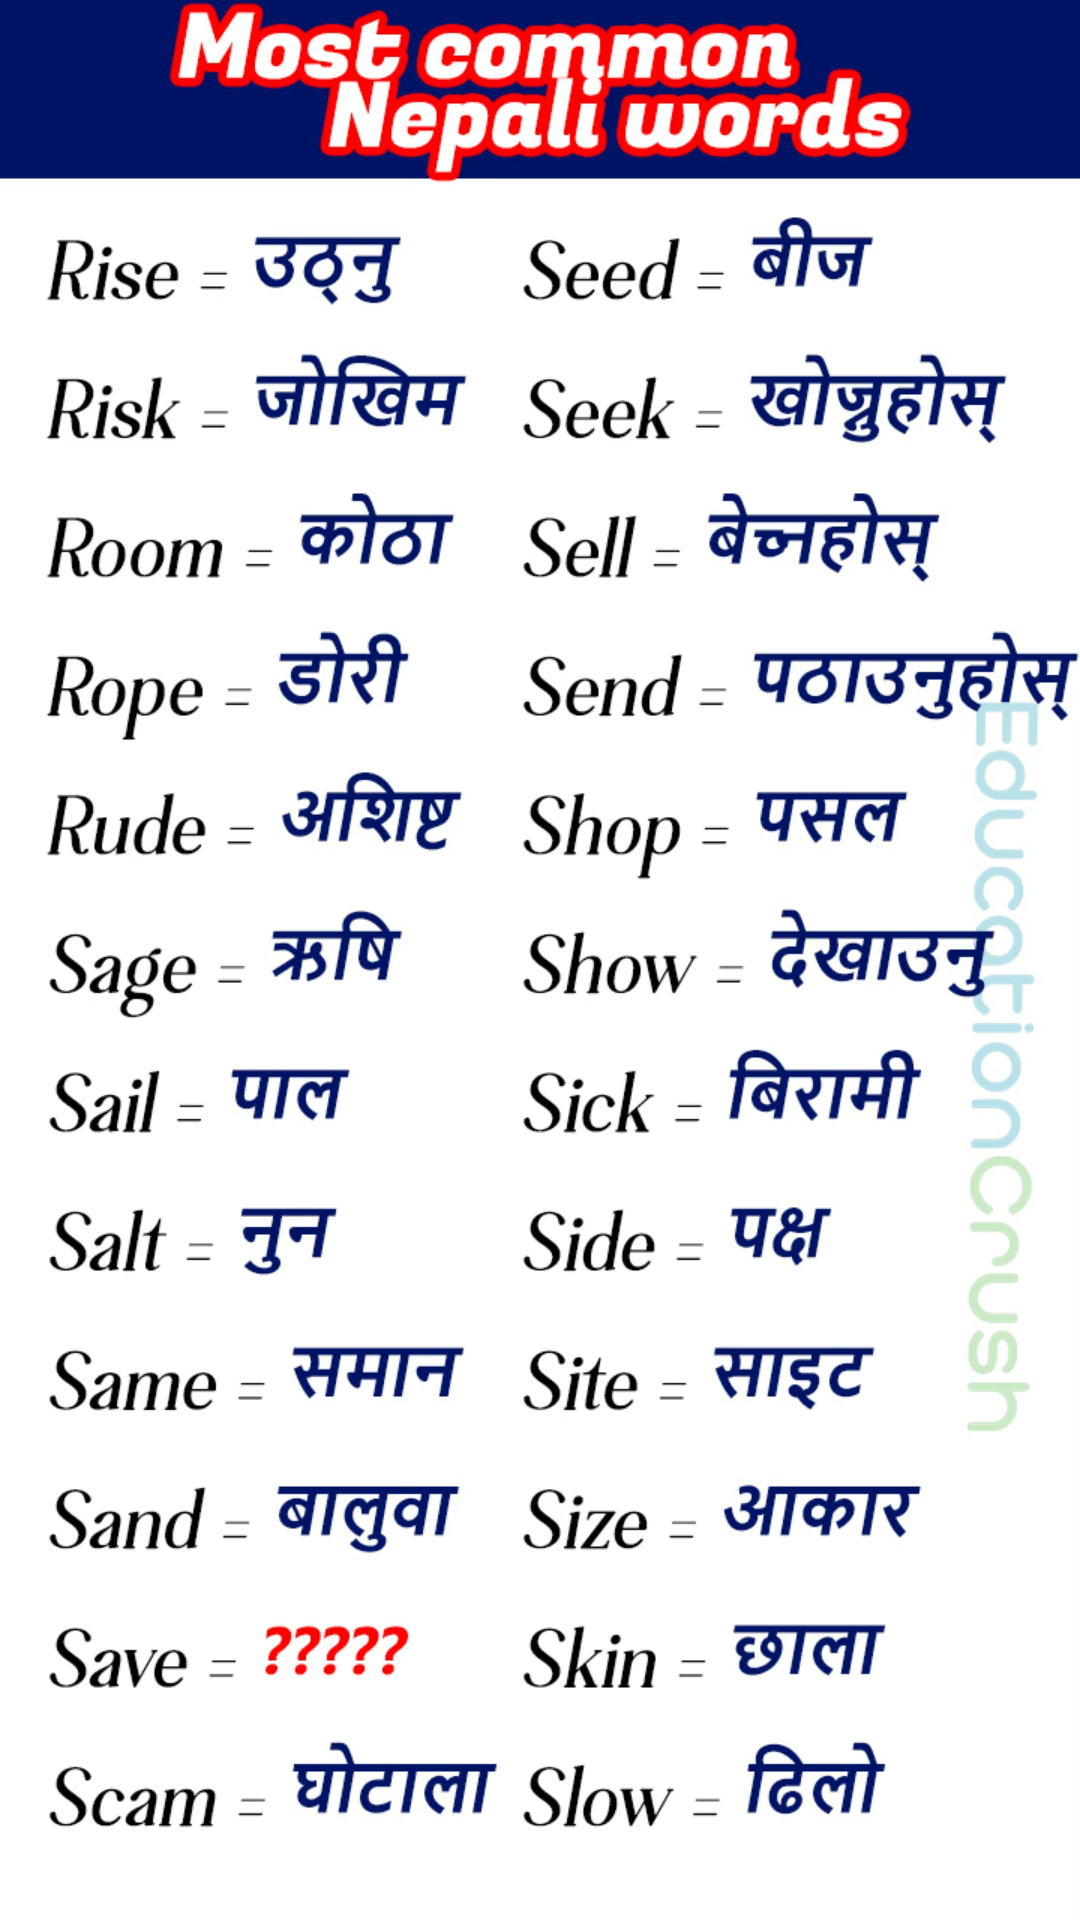 Most common
Nepali words
Rise = उठ्नु
Risk = जोखिम
Room = कोठा
Rope = डोरी
Rude = अशिष्ट
Sage = ऋषि
Sail = पाल
Salt = नुन
Same = समान
Sand = बालुवा
Save = ?????
Scam = घोटाला
Seed = बीज
Seek = खोज्नुहोस्
Sell = बेच्नहोस्
Send = पठाउनुहोस्
Shop = पसल
Show = देखाउनु
Sick = बिरामी
Side = पक्ष
Site = साइट
Size = आकार
Skin = छाला
Slow = ढिलो
EducationCrush